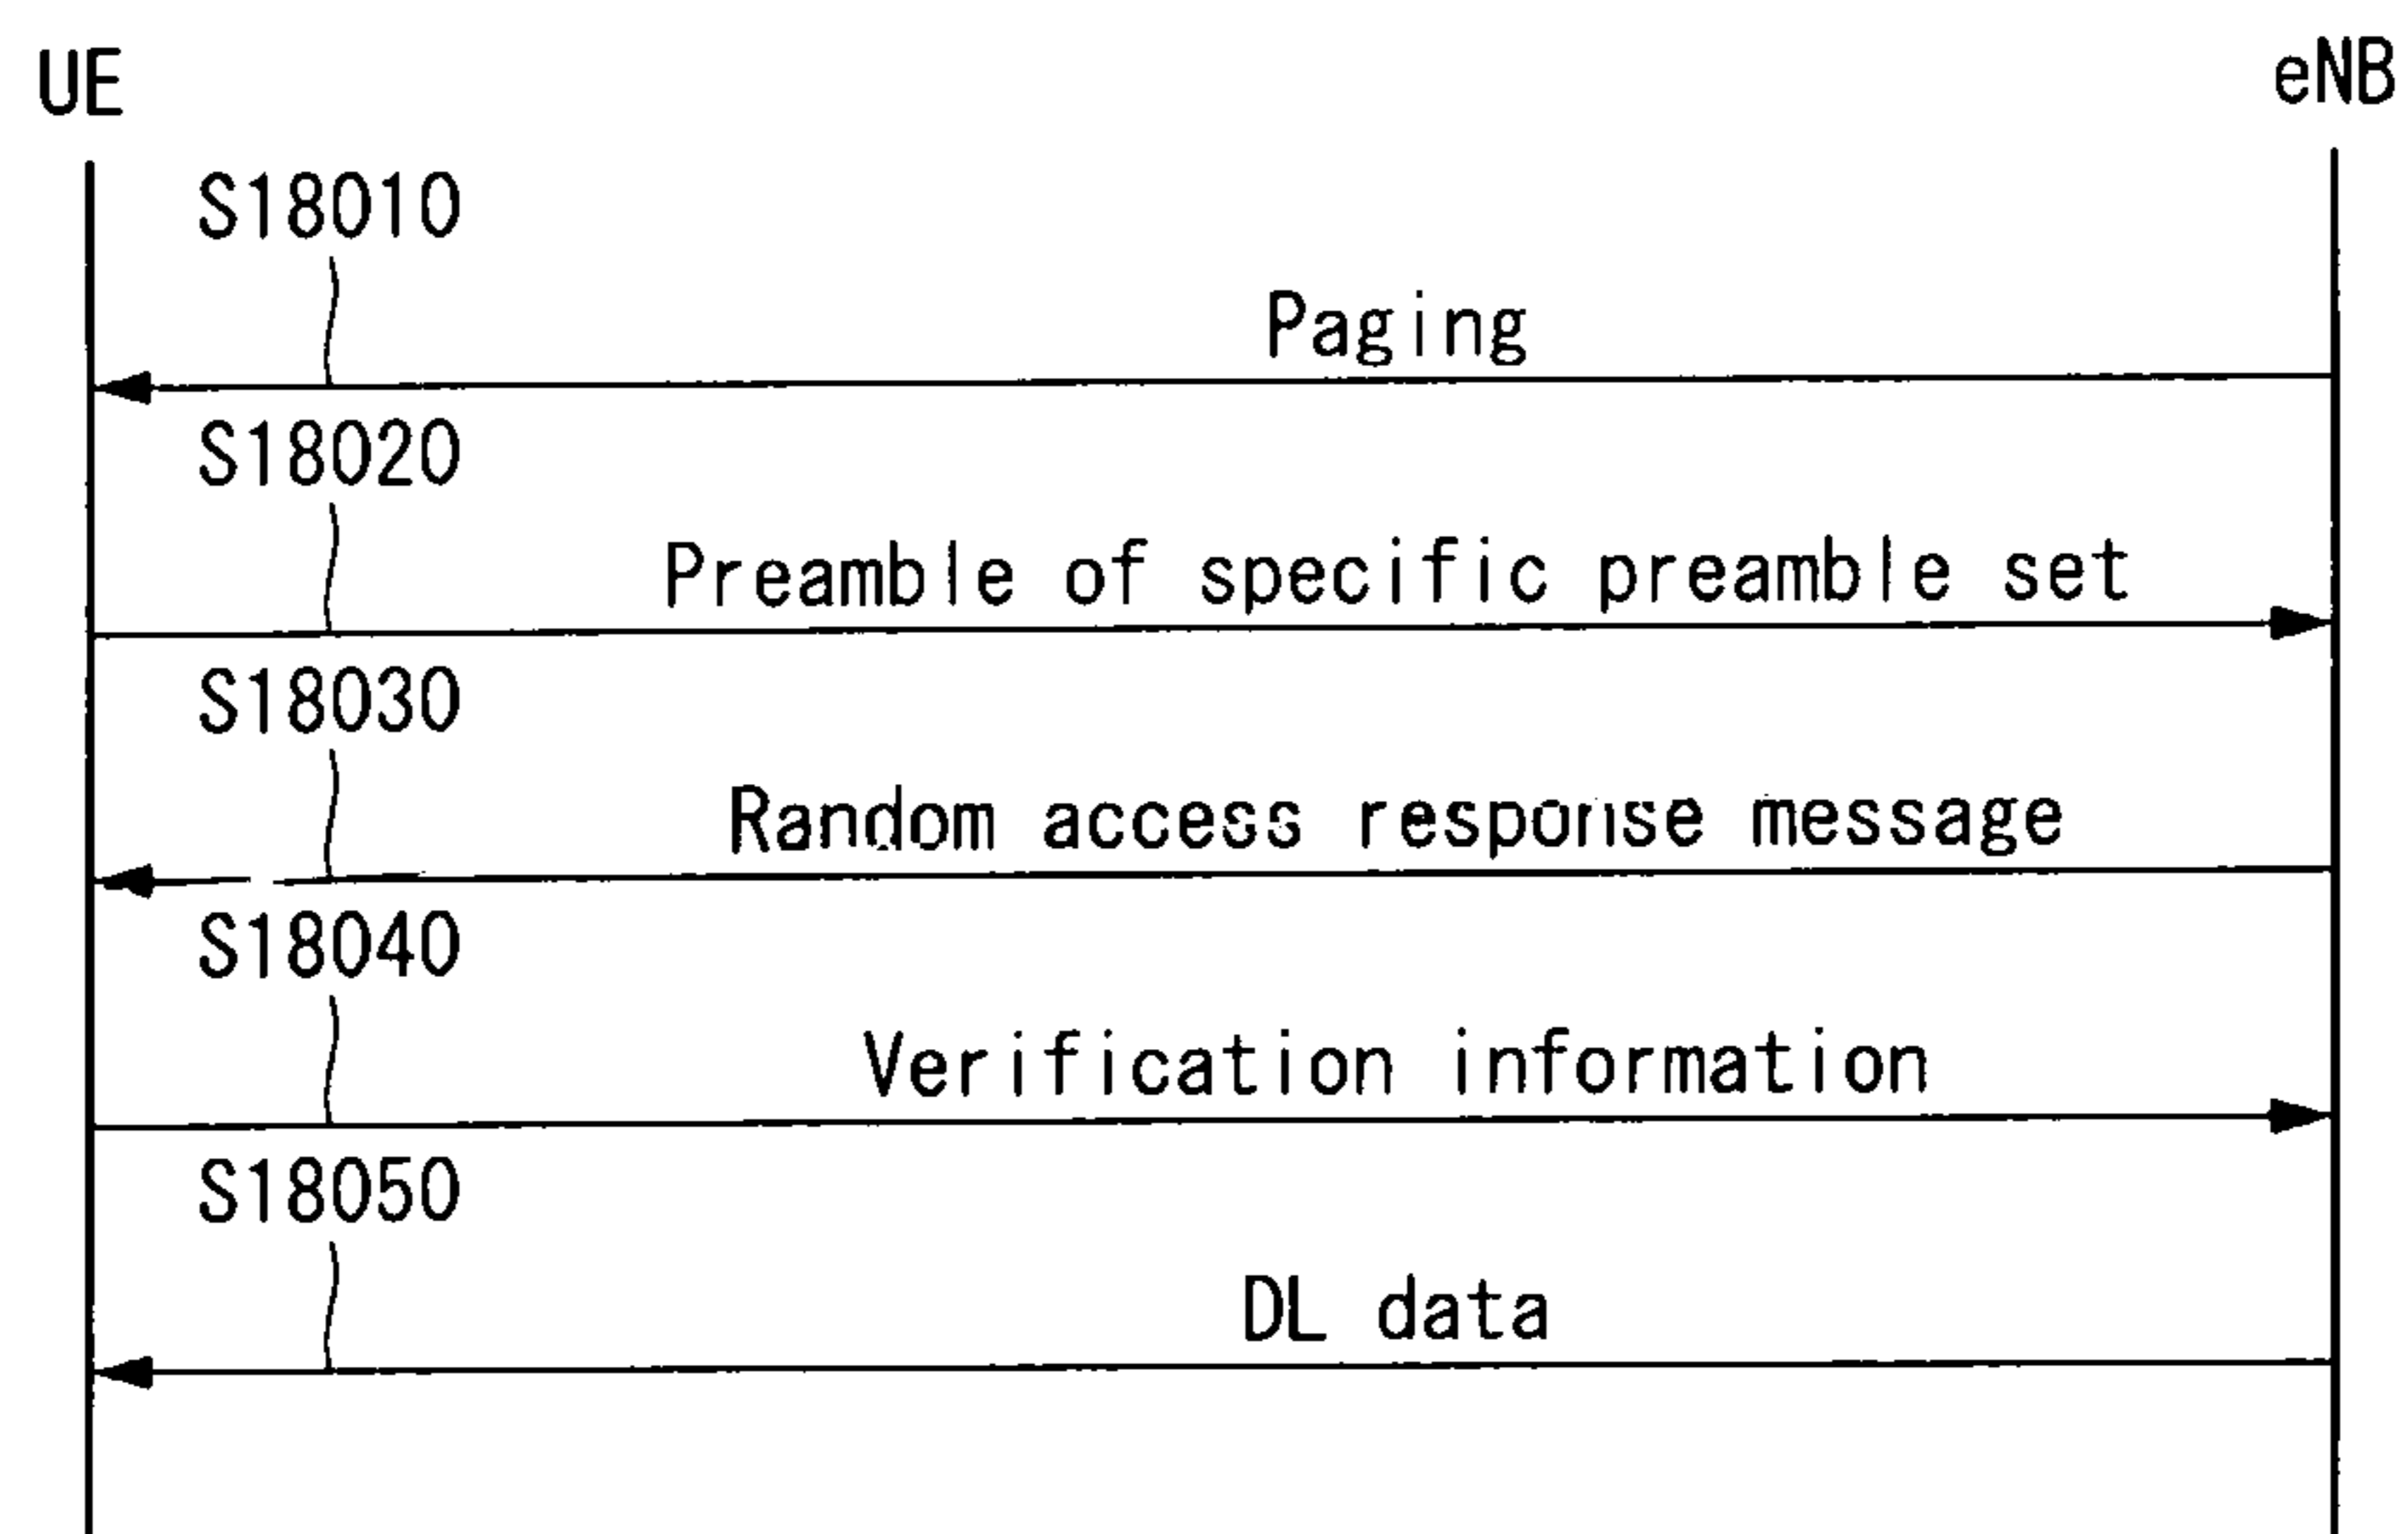 UE eNB
S18010
Paging
S18020
Preamble of specific preamble set
S18030
Random access response message
S18040
Verification information
S18050
DL data